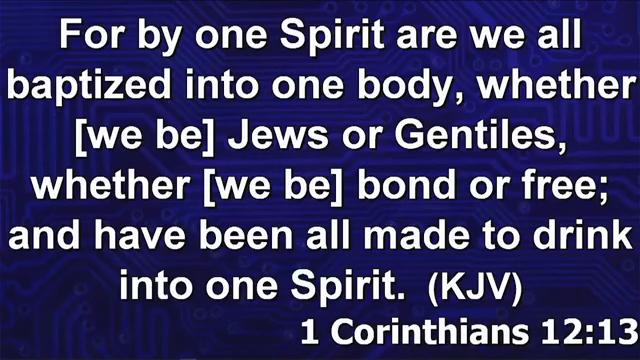 For by one Spirit are we all
baptized into one body, whether
[we be] Jews or Gentiles,
whether [we be] bond or free;
and have been all made to drink
into one Spirit. (KJV)
1 Corinthians 12:13